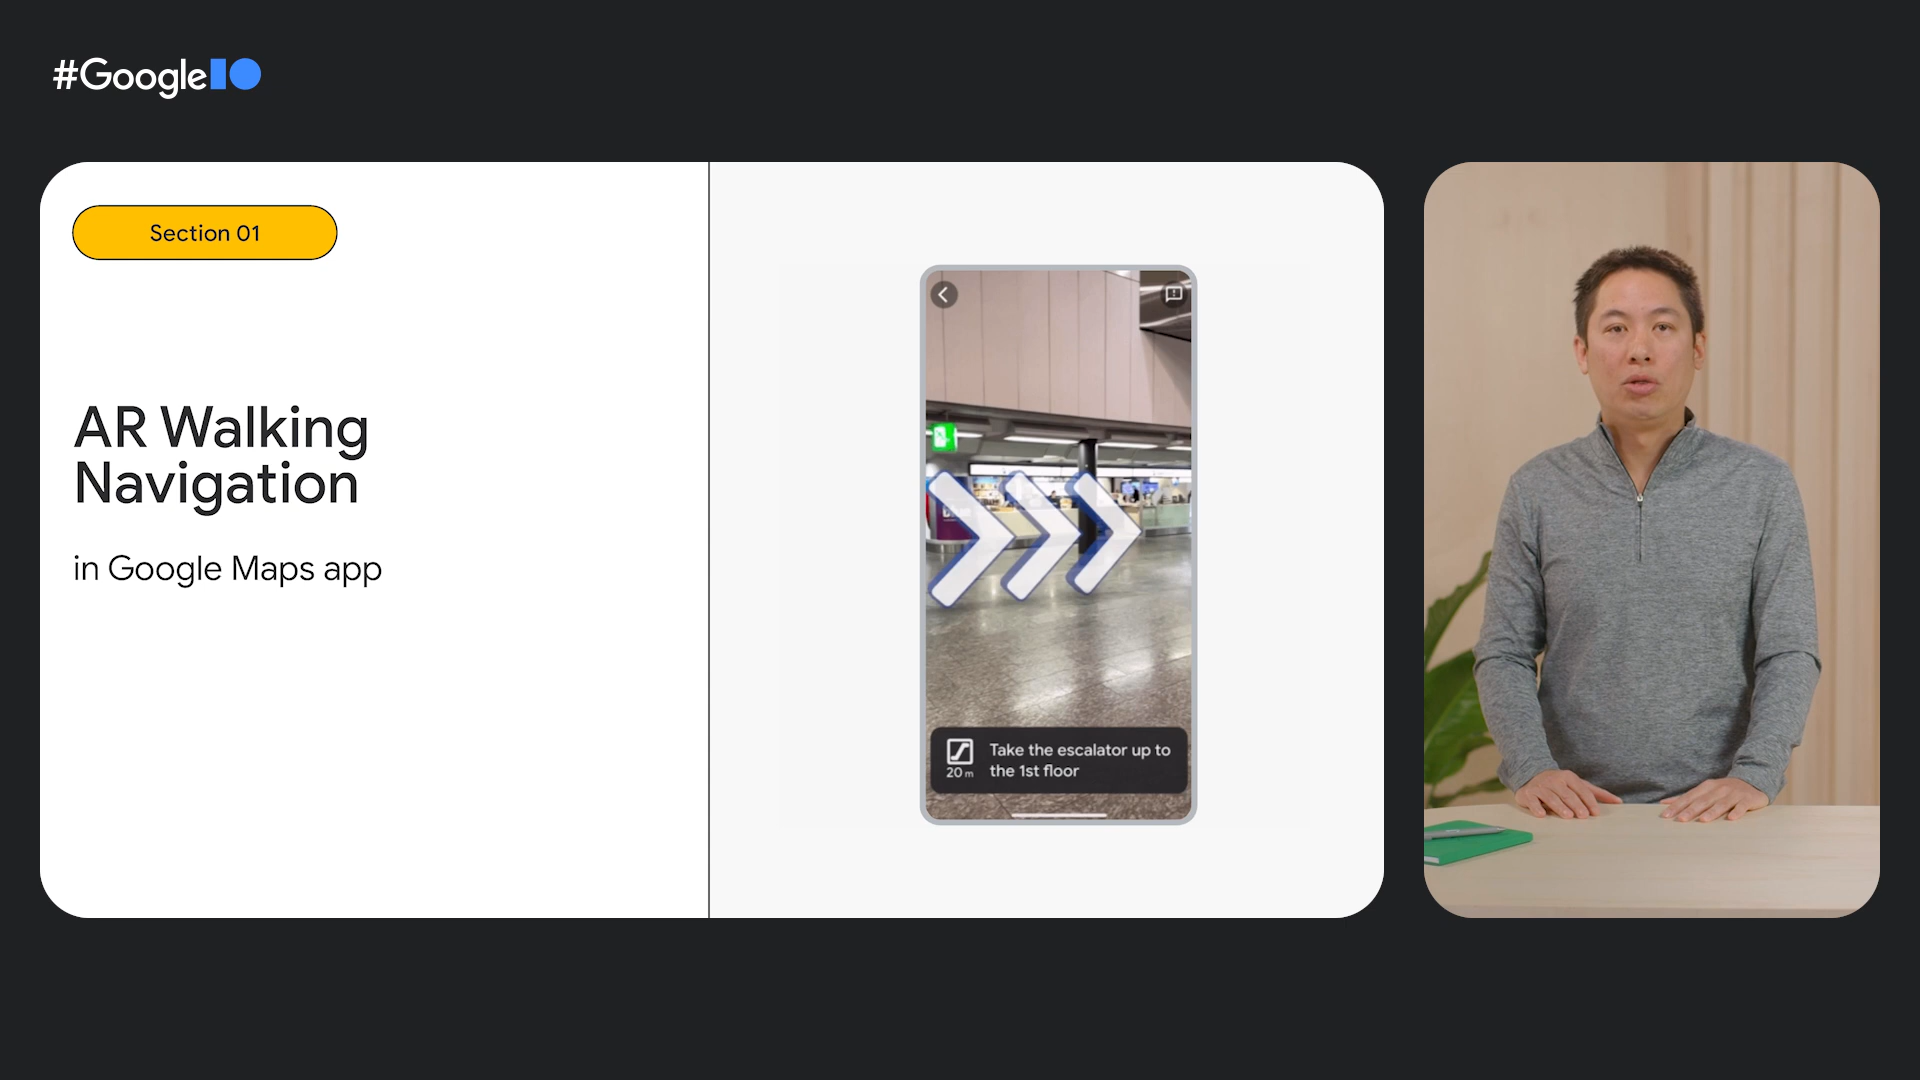 #GoogleIO
Section 01
AR Walking
Navigation
in Google Maps app
Take the escalator up to
the 1st floor
20 m